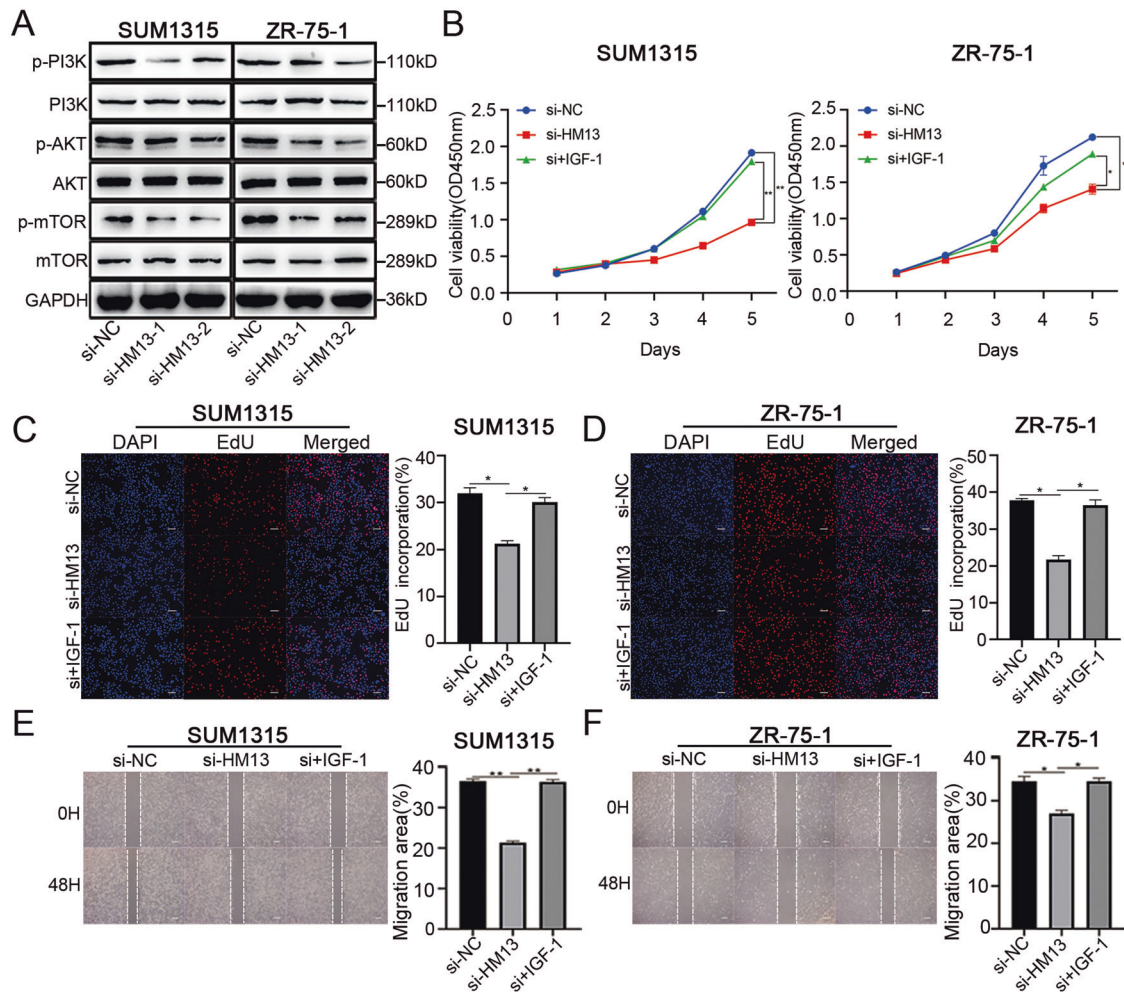 A
SUM1315 ZR-75-1
p-PI3K 110kD
PI3K 110kD
p-AKT 60kD
AKT 60kD
p-mTOR 289kD
mTOR 289kD
GAPDH 36kD
si-NC si-HM13-1 si-HM13-2 si-NC si-HM13-1 si-HM13-2
B
SUM1315
si-NC
si-HM13
si+IGF-1
Cell viability(OD450nm)
2.5
2.0
1.5
1.0
0.5
0.0
** **
0 1 2 3 4 5
Days
ZR-75-1
si-NC
si-HM13
si+IGF-1
Cell viability(OD450nm)
2.5
2.0
1.5
1.0
0.5
0.0
*
0 1 2 3 4 5
Days
C
SUM1315
DAPI EdU Merged
si-NC
si-HM13
si+IGF-1
SUM1315
EdU incorporation(%)
40
30
20
10
0
* *
si-NC si-HM13 si+IGF-1
D
ZR-75-1
DAPI EdU Merged
si-NC
si-HM13
si+IGF-1
ZR-75-1
EdU incorporation(%)
50
40
30
20
10
0
* *
si-NC si-HM13 si+IGF-1
E
SUM1315
si-NC si-HM13 si+IGF-1
0H
48H
SUM1315
Migration area(%)
40
30
20
10
0
** **
si-NC si-HM13 si+IGF-1
F
ZR-75-1
si-NC si-HM13 si+IGF-1
0H
48H
ZR-75-1
Migration area(%)
40
30
20
10
0
* *
si-NC si-HM13 si+IGF-1